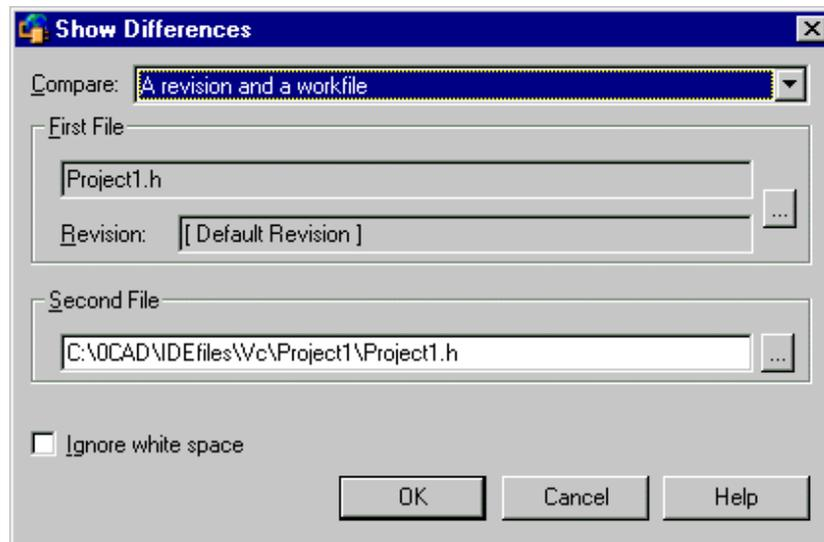 Show Differences
Compare: A revision and a workfile
First File
Project1.h
...
Revision: [ Default Revision ]
Second File
C:\0CAD\IDEfiles\Vc\Project1\Project1.h ...
Ignore white space
OK Cancel Help